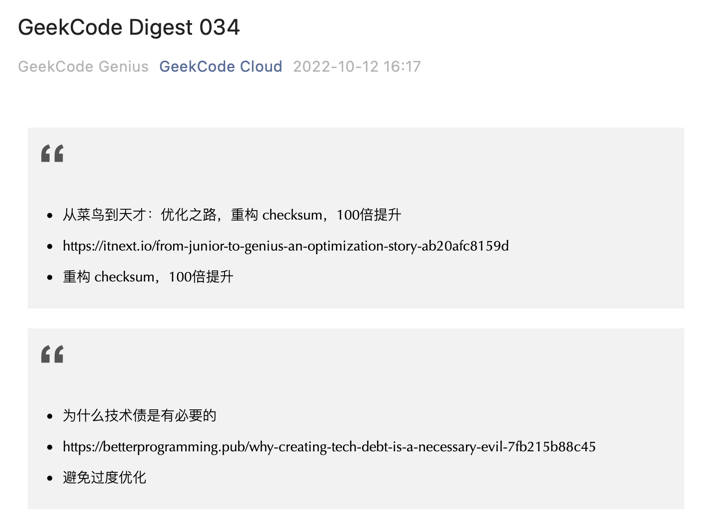 GeekCode Digest 034
GeekCode Genius GeekCode Cloud 2022-10-12 16:17
从菜鸟到天才：优化之路，重构 checksum，100倍提升
https://itnext.io/from-junior-to-genius-an-optimization-story-ab20afc8159d
重构 checksum，100倍提升
为什么技术债是有必要的
https://betterprogramming.pub/why-creating-tech-debt-is-a-necessary-evil-7fb215b88c45
避免过度优化